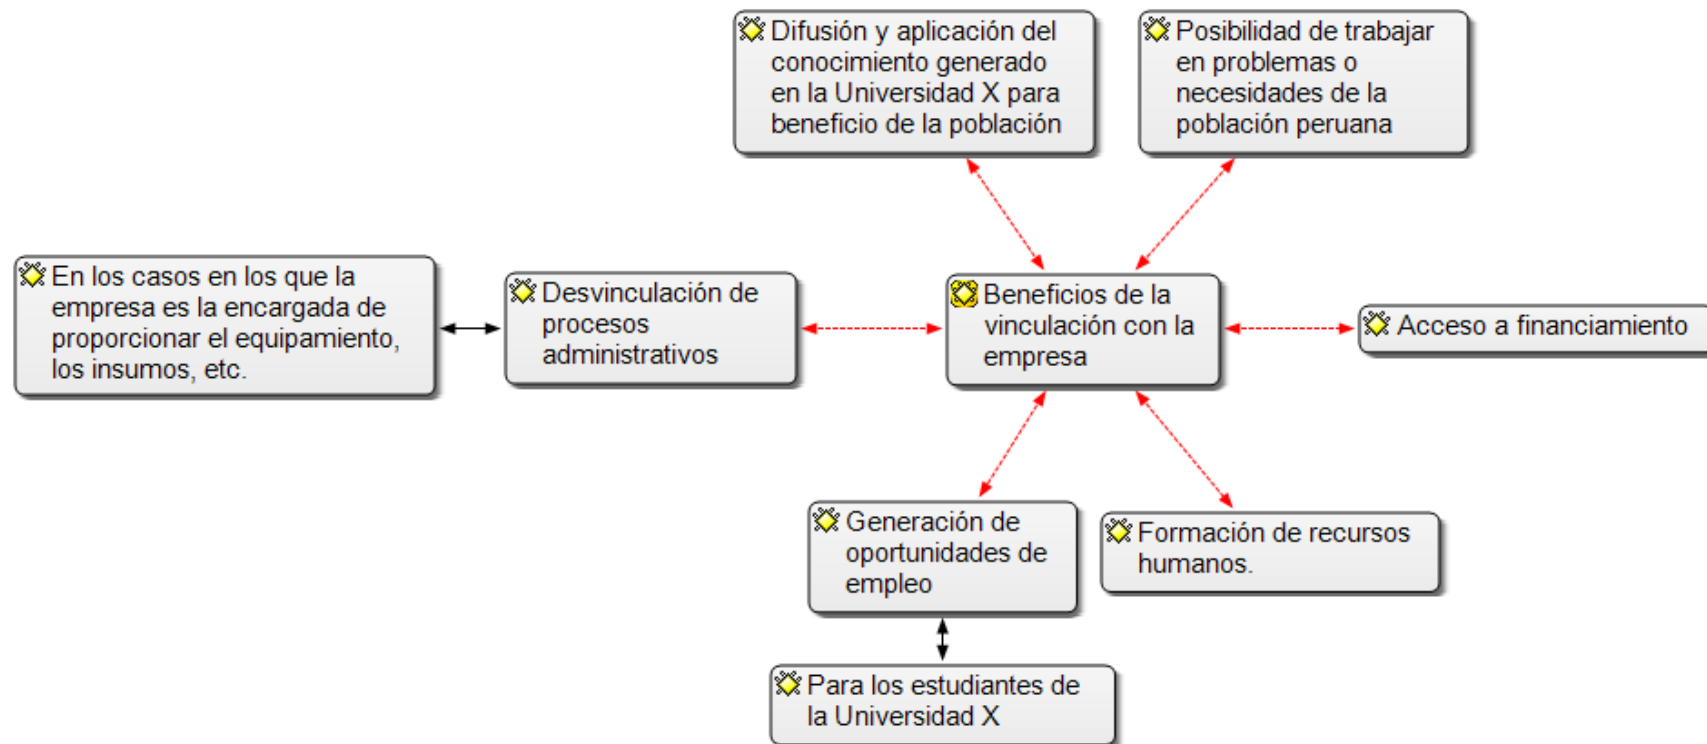 Difusión y aplicación del
conocimiento generado
en la Universidad X para
beneficio de la población
Posibilidad de trabajar
en problemas o
necesidades de la
población peruana
En los casos en los que la
empresa es la encargada de
proporcionar el equipamiento,
los insumos, etc.
Desvinculación de
procesos
administrativos
Beneficios de la
vinculación con la
empresa
Acceso a financiamiento
Generación de
oportunidades de
empleo
Formación de recursos
humanos.
Para los estudiantes de
la Universidad X